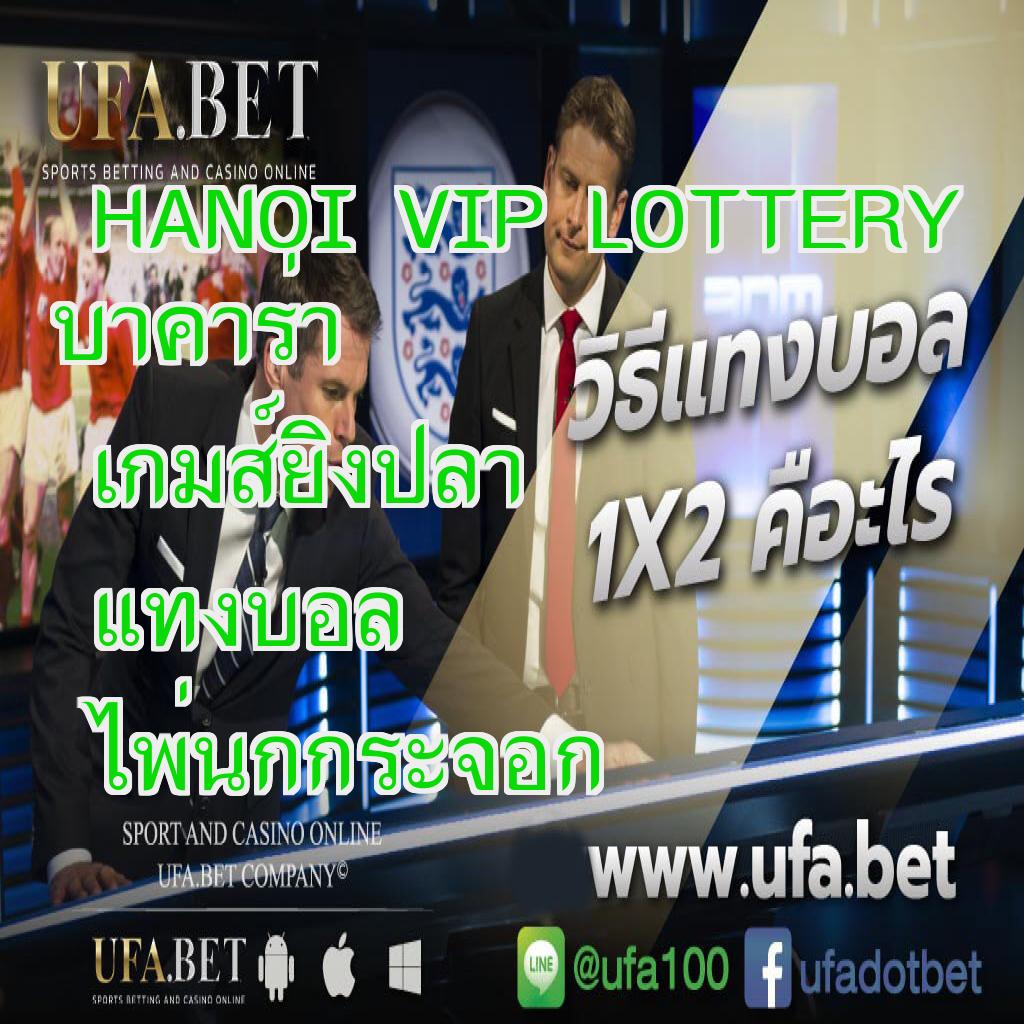 UFA.BET
SPORTS BETTING AND CASINO ONLINE
HANOI VIP LOTTERY
บาคาร่า
เกมส์ยิงปลา
แทงบอล
ไพ่นกกระจอก
วิธีแทงบอล
1X2 คืออะไร
SPORT AND CASINO ONLINE
UFA.BET COMPANY©
www.ufa.bet
UFA.BET
SPORTS BETTING AND CASINO ONLINE
LINE @ufa100 f ufadotbet